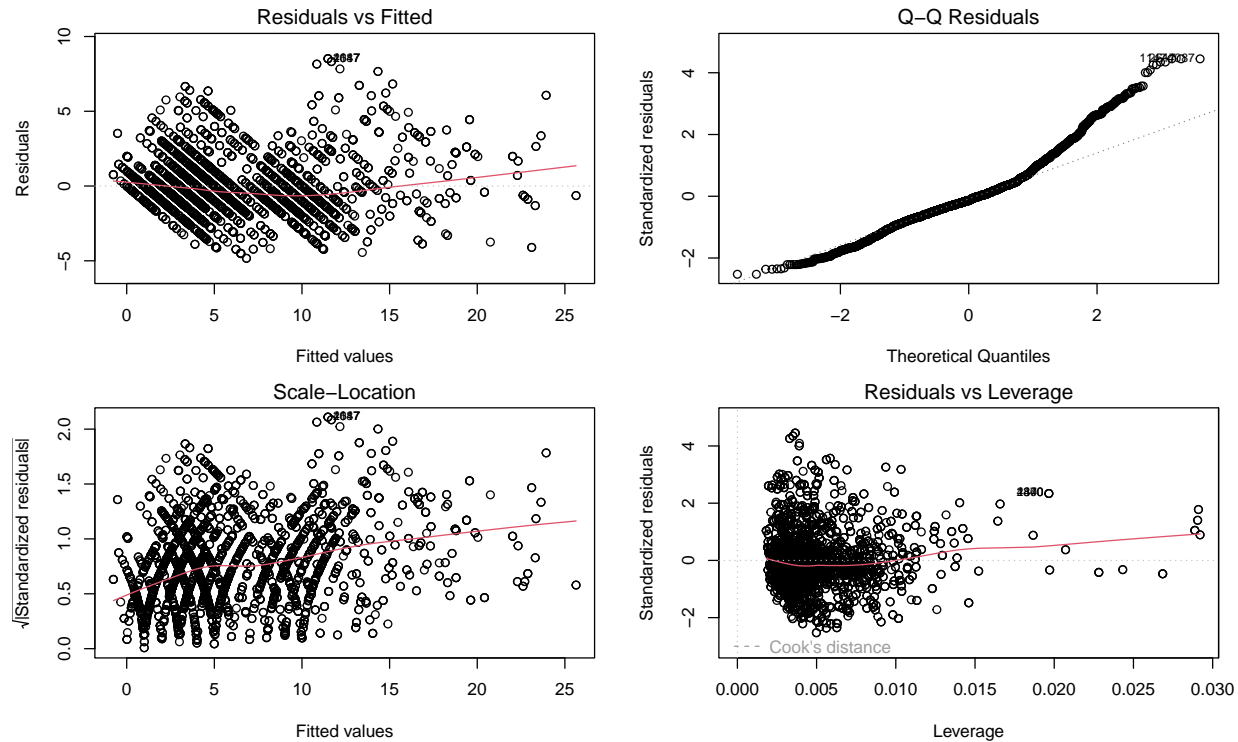 Residuals vs Fitted
Residuals
10
5
0
−5
0 5 10 15 20 25
Fitted values
Q−Q Residuals
Standardized residuals
4
2
0
−2
−2 0 2
Theoretical Quantiles
Scale−Location
√|Standardized residuals|
2.0
1.5
1.0
0.5
0.0
0 5 10 15 20 25
Fitted values
Residuals vs Leverage
Standardized residuals
4
2
0
−2
Cook's distance
0.000 0.005 0.010 0.015 0.020 0.025 0.030
Leverage